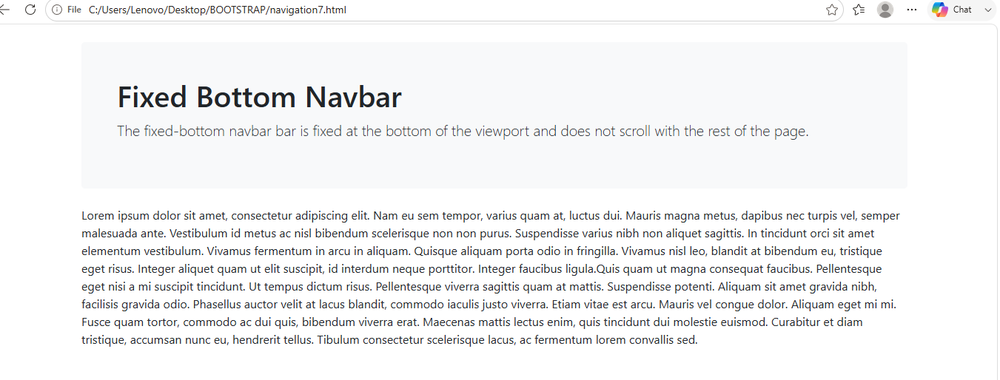 File C:/Users/Lenovo/Desktop/BOOTSTRAP/navigation7.html
Chat
Fixed Bottom Navbar
The fixed-bottom navbar bar is fixed at the bottom of the viewport and does not scroll with the rest of the page.
Lorem ipsum dolor sit amet, consectetur adipiscing elit. Nam eu sem tempor, varius quam at, luctus dui. Mauris magna metus, dapibus nec turpis vel, semper
malesuada ante. Vestibulum id metus ac nisl bibendum scelerisque non non purus. Suspendisse varius nibh non aliquet sagittis. In tincidunt orci sit amet
elementum vestibulum. Vivamus fermentum in arcu in aliquam. Quisque aliquam porta odio in fringilla. Vivamus nisl leo, blandit at bibendum eu, tristique
eget risus. Integer aliquet quam ut elit suscipit, id interdum neque porttitor. Integer faucibus ligula.Quis quam ut magna consequat faucibus. Pellentesque
eget nisi a mi suscipit tincidunt. Ut tempus dictum risus. Pellentesque viverra sagittis quam at mattis. Suspendisse potenti. Aliquam sit amet gravida nibh,
facilisis gravida odio. Phasellus auctor velit at lacus blandit, commodo iaculis justo viverra. Etiam vitae est arcu. Mauris vel congue dolor. Aliquam eget mi mi.
Fusce quam tortor, commodo ac dui quis, bibendum viverra erat. Maecenas mattis lectus enim, quis tincidunt dui molestie euismod. Curabitur et diam
tristique, accumsan nunc eu, hendrerit tellus. Tibulum consectetur scelerisque lacus, ac fermentum lorem convallis sed.